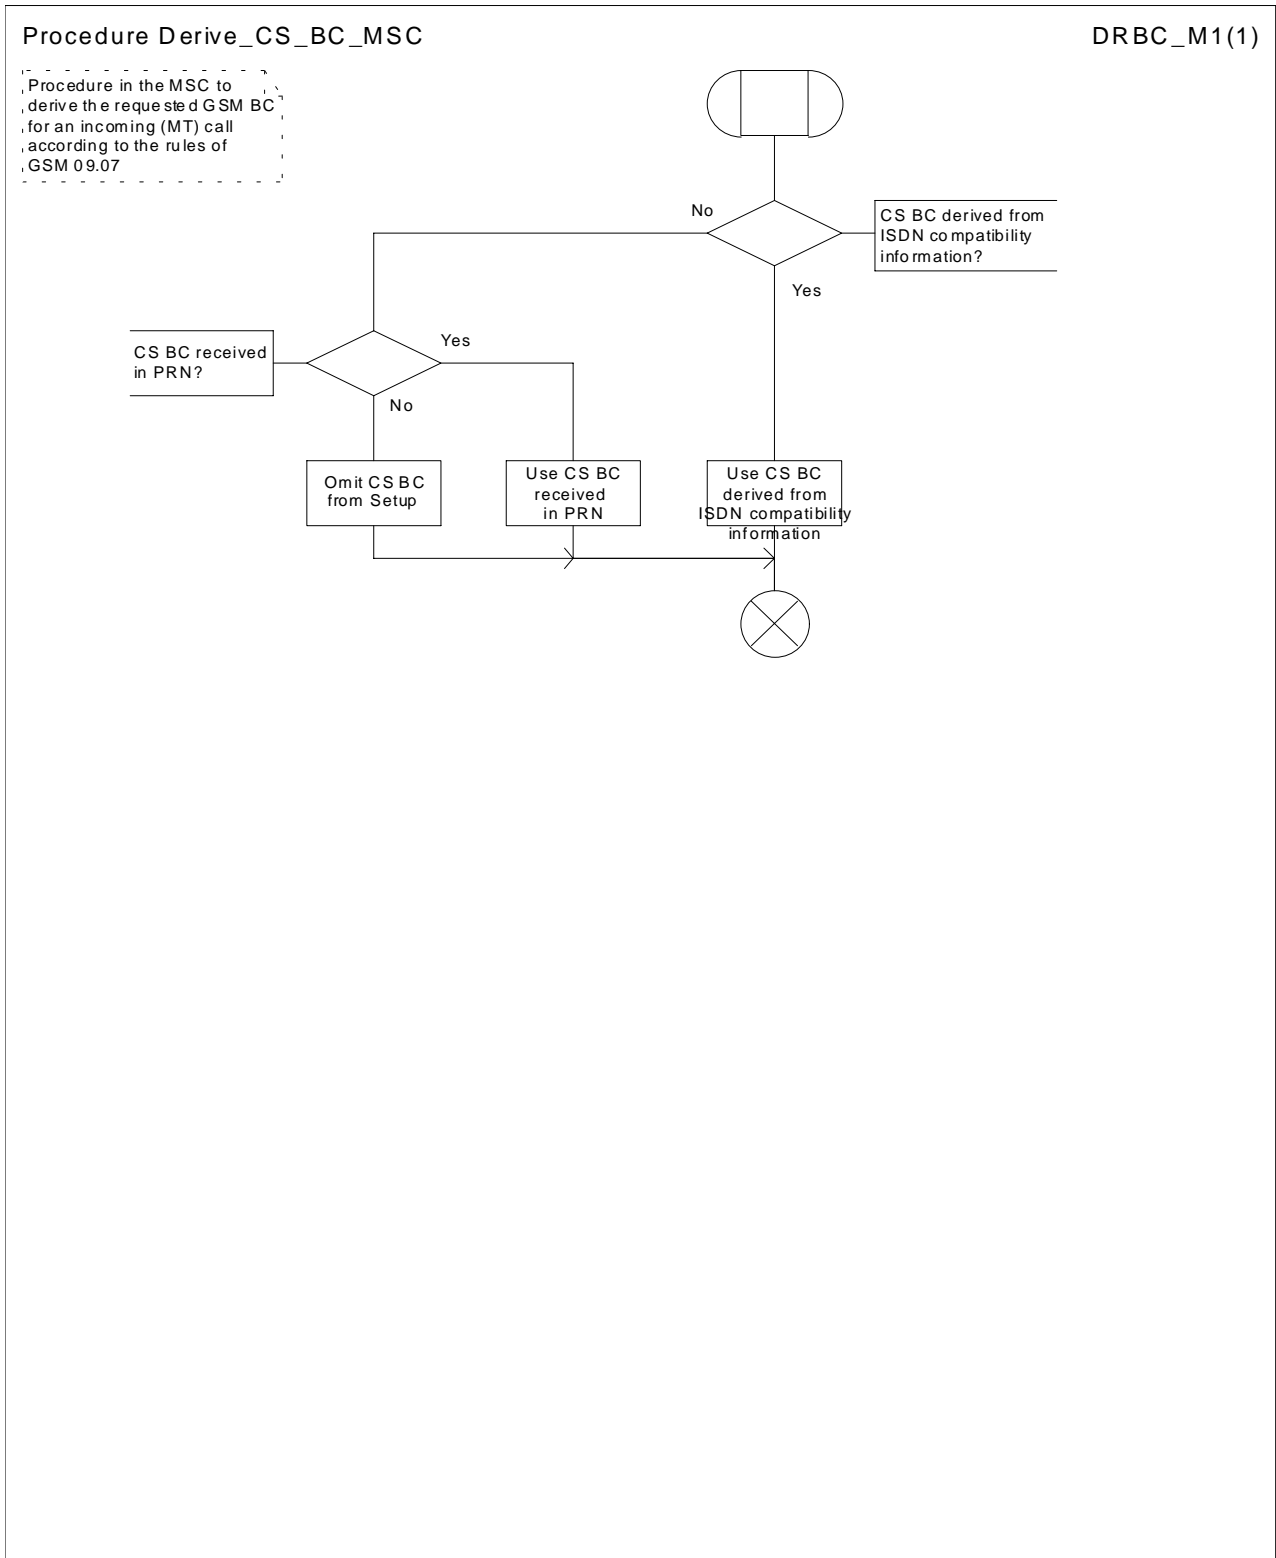 Procedure Derive_CS_BC_MSC
DRBC_M1(1)
Procedure in the MSC to
derive the requested GSM BC
for an incoming (MT) call
according to the rules of
GSM 09.07
No
CS BC derived from
ISDN compatibility
information?
Yes
CS BC received
in PRN?
Yes
No
Omit CS BC
from Setup
Use CS BC
received
in PRN
Use CS BC
derived from
ISDN compatibility
information